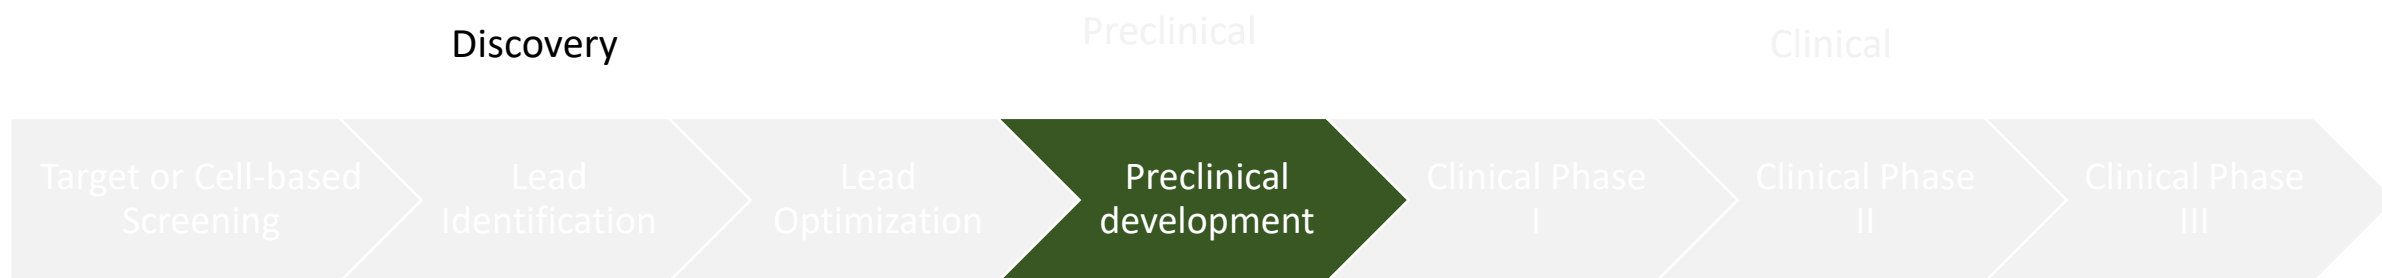 Discovery
Preclinical
Clinical
Target or Cell-based
Screening
Lead
Identification
Lead
Optimization
Preclinical
development
Clinical Phase
I
Clinical Phase
II
Clinical Phase
III